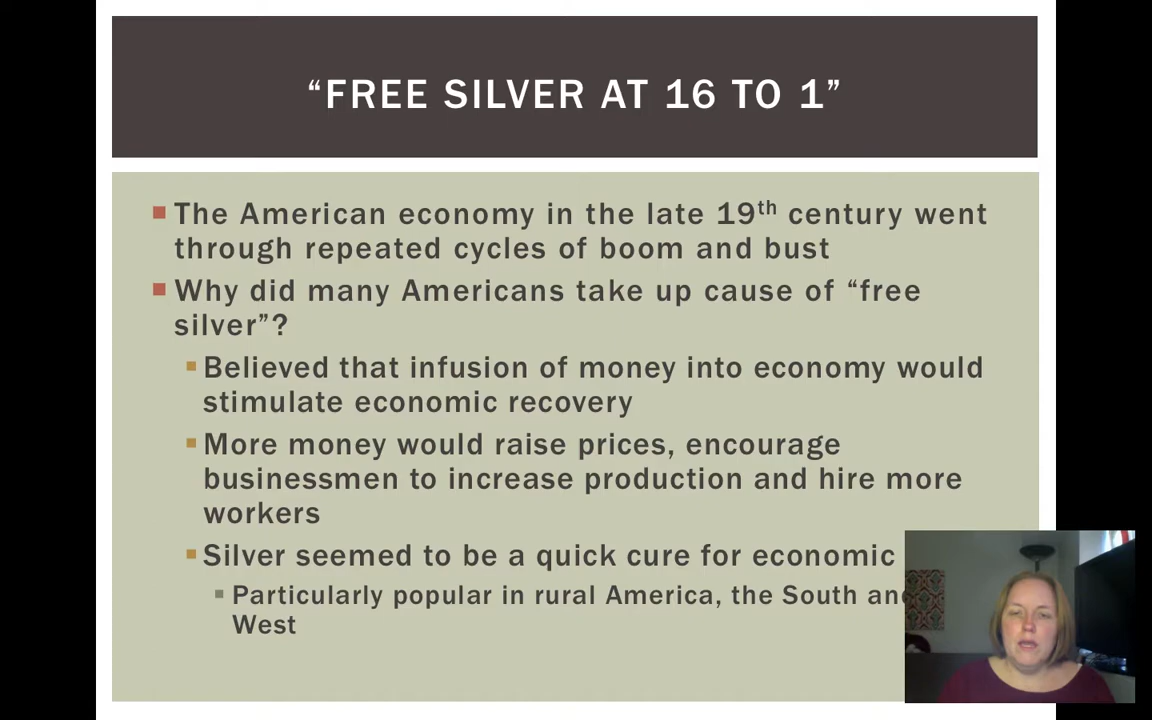 “FREE SILVER AT 16 TO 1”
The American economy in the late 19th century went
through repeated cycles of boom and bust
Why did many Americans take up cause of “free
silver”?
Believed that infusion of money into economy would
stimulate economic recovery
More money would raise prices, encourage
businessmen to increase production and hire more
workers
Silver seemed to be a quick cure for economic
Particularly popular in rural America, the South and
West